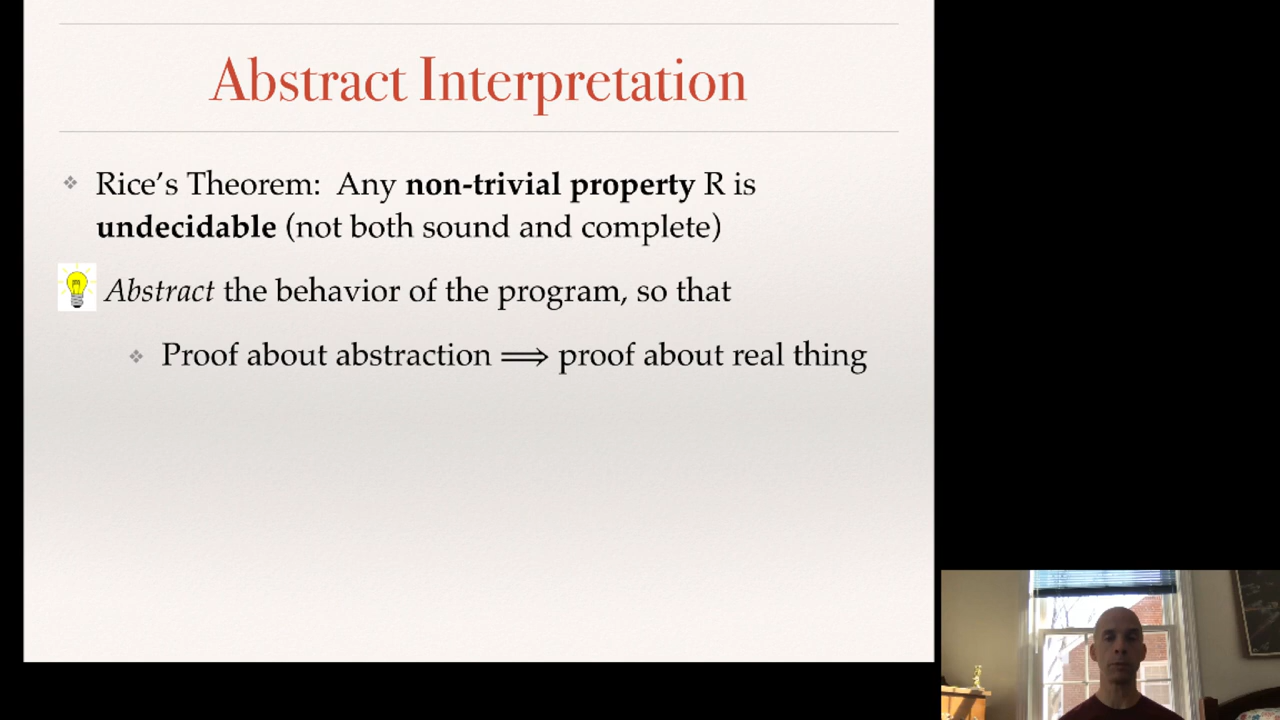 Abstract Interpretation
❖ Rice’s Theorem: Any non-trivial property R is
undecidable (not both sound and complete)
Abstract the behavior of the program, so that
❖ Proof about abstraction ⟹ proof about real thing